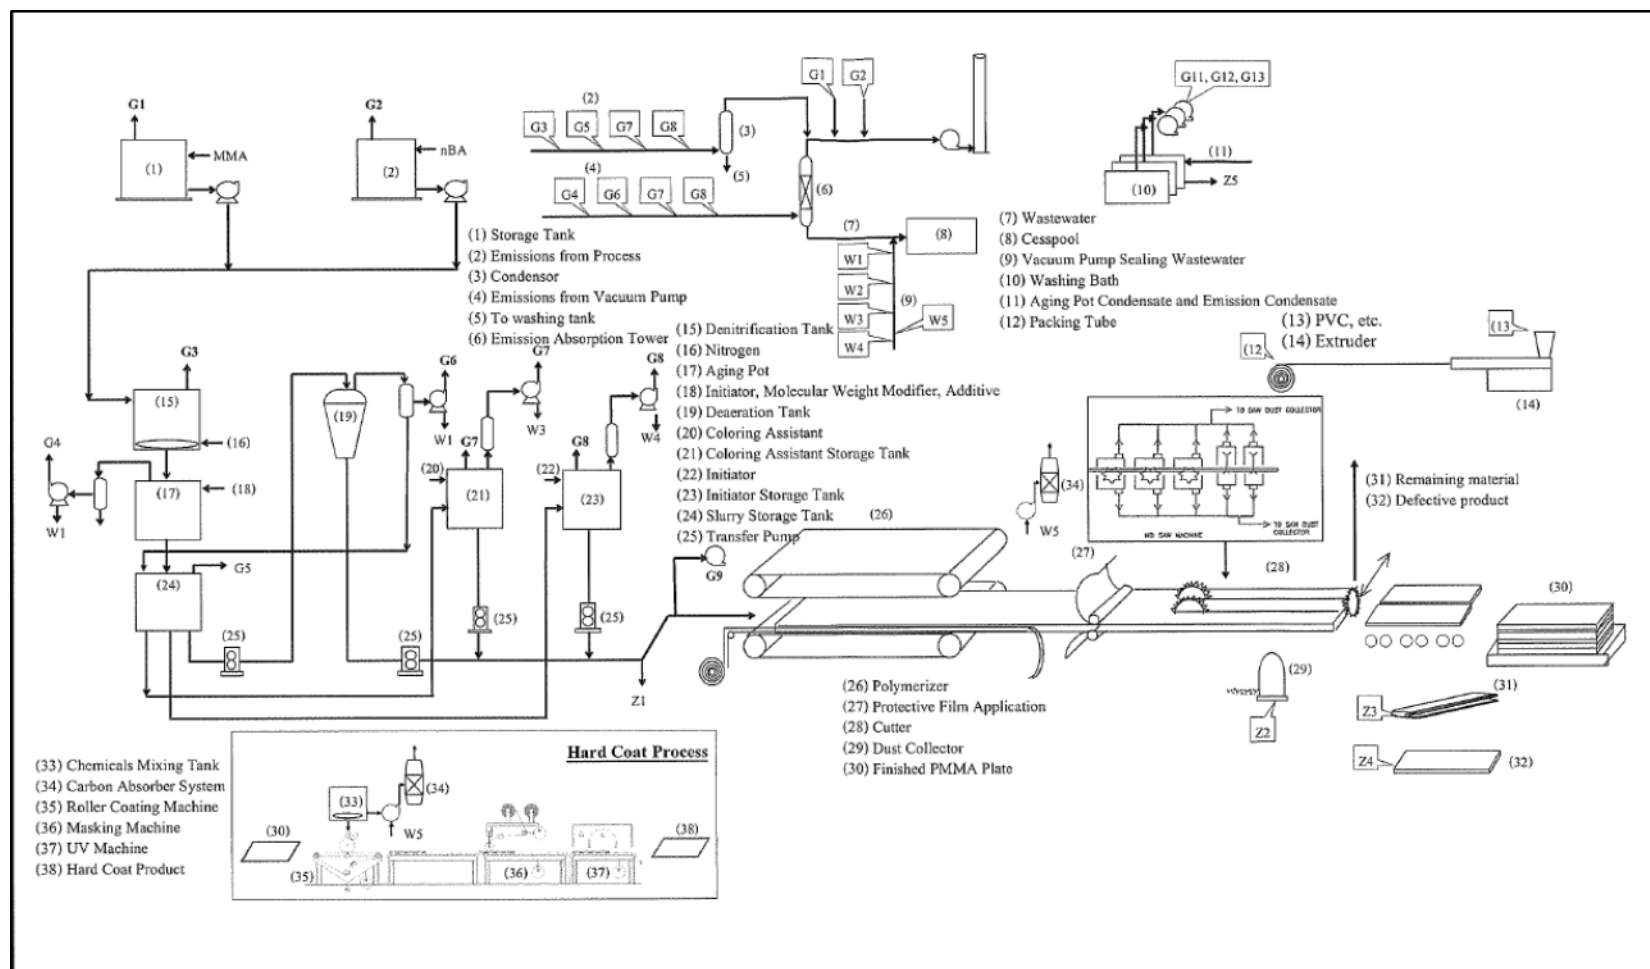 G1
G2
G11, G12, G13
G1
G2
(2)
G3
G5
G7
G8
(3)
MMA
nBA
(1)
(2)
(4)
(5)
(11)
G4
G6
G7
G8
(6)
(10)
Z5
(7)
(8)
(7) Wastewater
(8) Cesspool
(9) Vacuum Pump Sealing Wastewater
(10) Washing Bath
(11) Aging Pot Condensate and Emission Condensate
(12) Packing Tube
(1) Storage Tank
(2) Emissions from Process
(3) Condensor
(4) Emissions from Vacuum Pump
(5) To washing tank
(6) Emission Absorption Tower
W1
W2
(9)
W3
W5
W4
(13) PVC, etc.
(14) Extruder
(13)
(12)
(14)
(15) Denitrification Tank
(16) Nitrogen
(17) Aging Pot
(18) Initiator, Molecular Weight Modifier, Additive
(19) Deaeration Tank
(20) Coloring Assistant
(21) Coloring Assistant Storage Tank
(22) Initiator
(23) Initiator Storage Tank
(24) Slurry Storage Tank
(25) Transfer Pump
G3
G6
G7
G8
(15)
(19)
W1
W3
W4
G4
(16)
G7
G8
(20)
(22)
(17)
(18)
(21)
(23)
W1
(24)
G5
(25)
(25)
(25)
(25)
G9
Z1
TO SAW DUST COLLECTOR
TO SAW DUST
COLLECTOR
MD SAW MACHINE
(34)
W5
(31) Remaining material
(32) Defective product
(26)
(27)
(28)
(30)
(29)
Z2
(31)
Z3
Z4
(32)
(26) Polymerizer
(27) Protective Film Application
(28) Cutter
(29) Dust Collector
(30) Finished PMMA Plate
(33) Chemicals Mixing Tank
(34) Carbon Absorber System
(35) Roller Coating Machine
(36) Masking Machine
(37) UV Machine
(38) Hard Coat Product
Hard Coat Process
(33)
(34)
W5
(30)
(38)
(35)
(36)
(37)